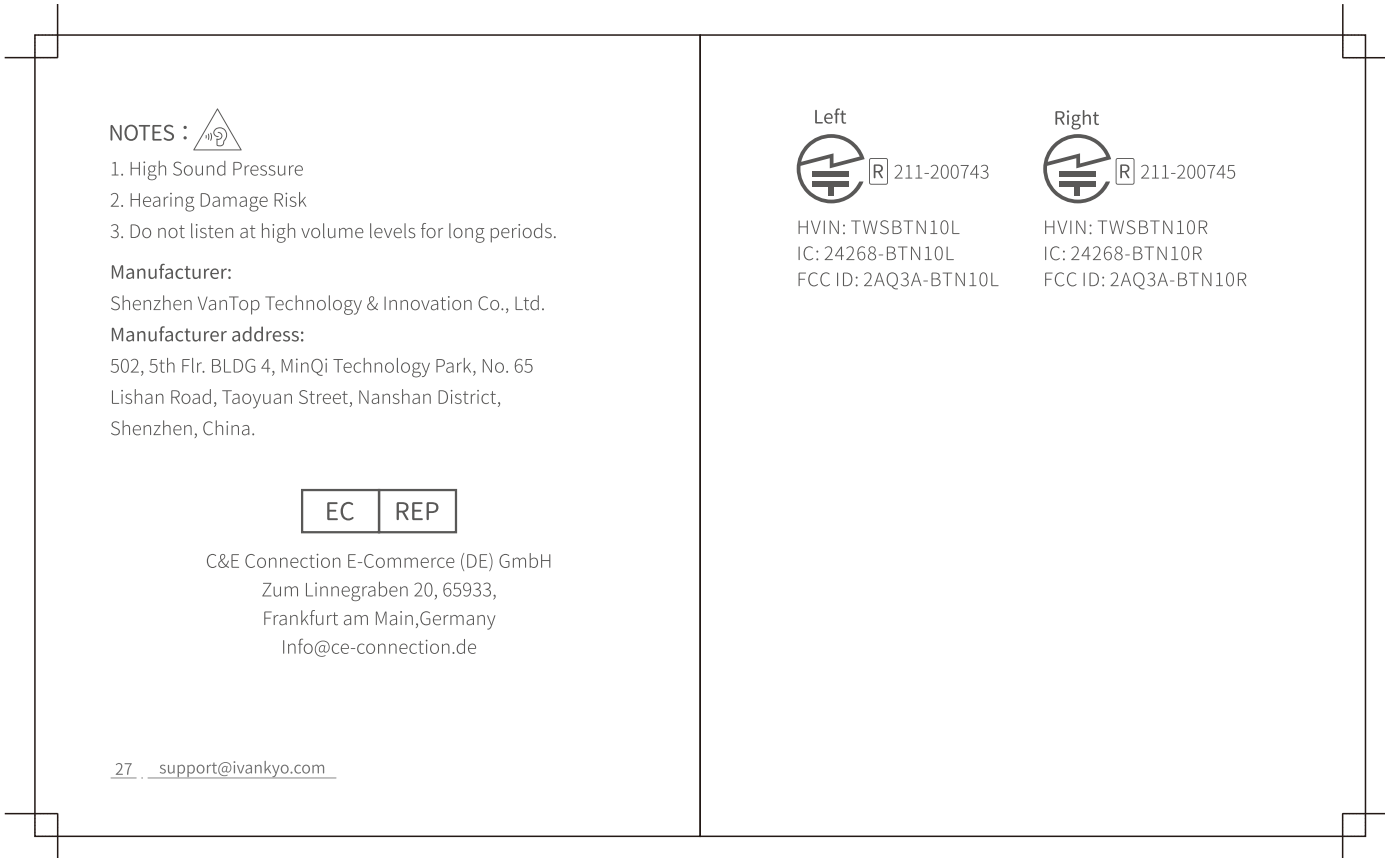 NOTES：
1. High Sound Pressure
2. Hearing Damage Risk
3. Do not listen at high volume levels for long periods.
Manufacturer:
Shenzhen VanTop Technology & Innovation Co., Ltd.
Manufacturer address:
502, 5th Flr. BLDG 4, MinQi Technology Park, No. 65
Lishan Road, Taoyuan Street, Nanshan District,
Shenzhen, China.
EC REP
C&E Connection E-Commerce (DE) GmbH
Zum Linnegraben 20, 65933,
Frankfurt am Main,Germany
Info@ce-connection.de
27 . support@ivankyo.com
Left
R 211-200743
HVIN: TWSBTN10L
IC: 24268-BTN10L
FCC ID: 2AQ3A-BTN10L
Right
R 211-200745
HVIN: TWSBTN10R
IC: 24268-BTN10R
FCC ID: 2AQ3A-BTN10R